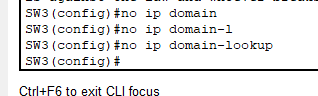 SW3(config)#no ip domain
SW3(config)#no ip domain-l
SW3(config)#no ip domain-lookup
SW3(config)#
Ctrl+F6 to exit CLI focus